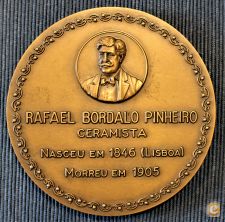 RAFAEL BORDALO PINHEIRO
CERAMISTA
NASCEU EM 1846 (LISBOA)
MORREU EM 1905